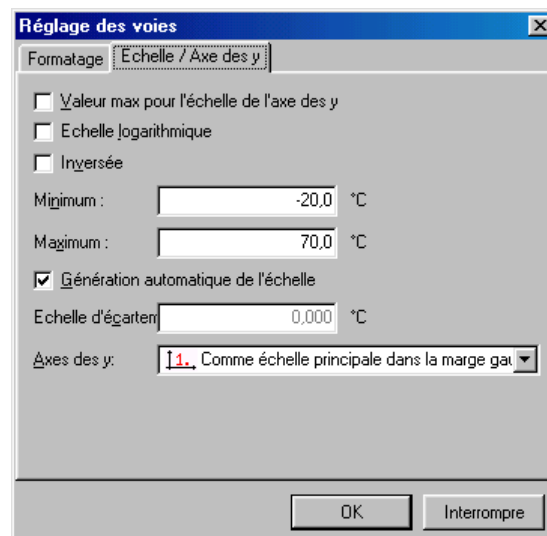 Réglage des voies
Formatage Echelle / Axe des y
Valeur max pour l'échelle de l'axe des y
Echelle logarithmique
Inversée
Minimum : -20,0 °C
Maximum : 70,0 °C
Génération automatique de l'échelle
Echelle d'écartem 0,000 °C
Axes des y: 1. Comme échelle principale dans la marge gau
OK Interrompre